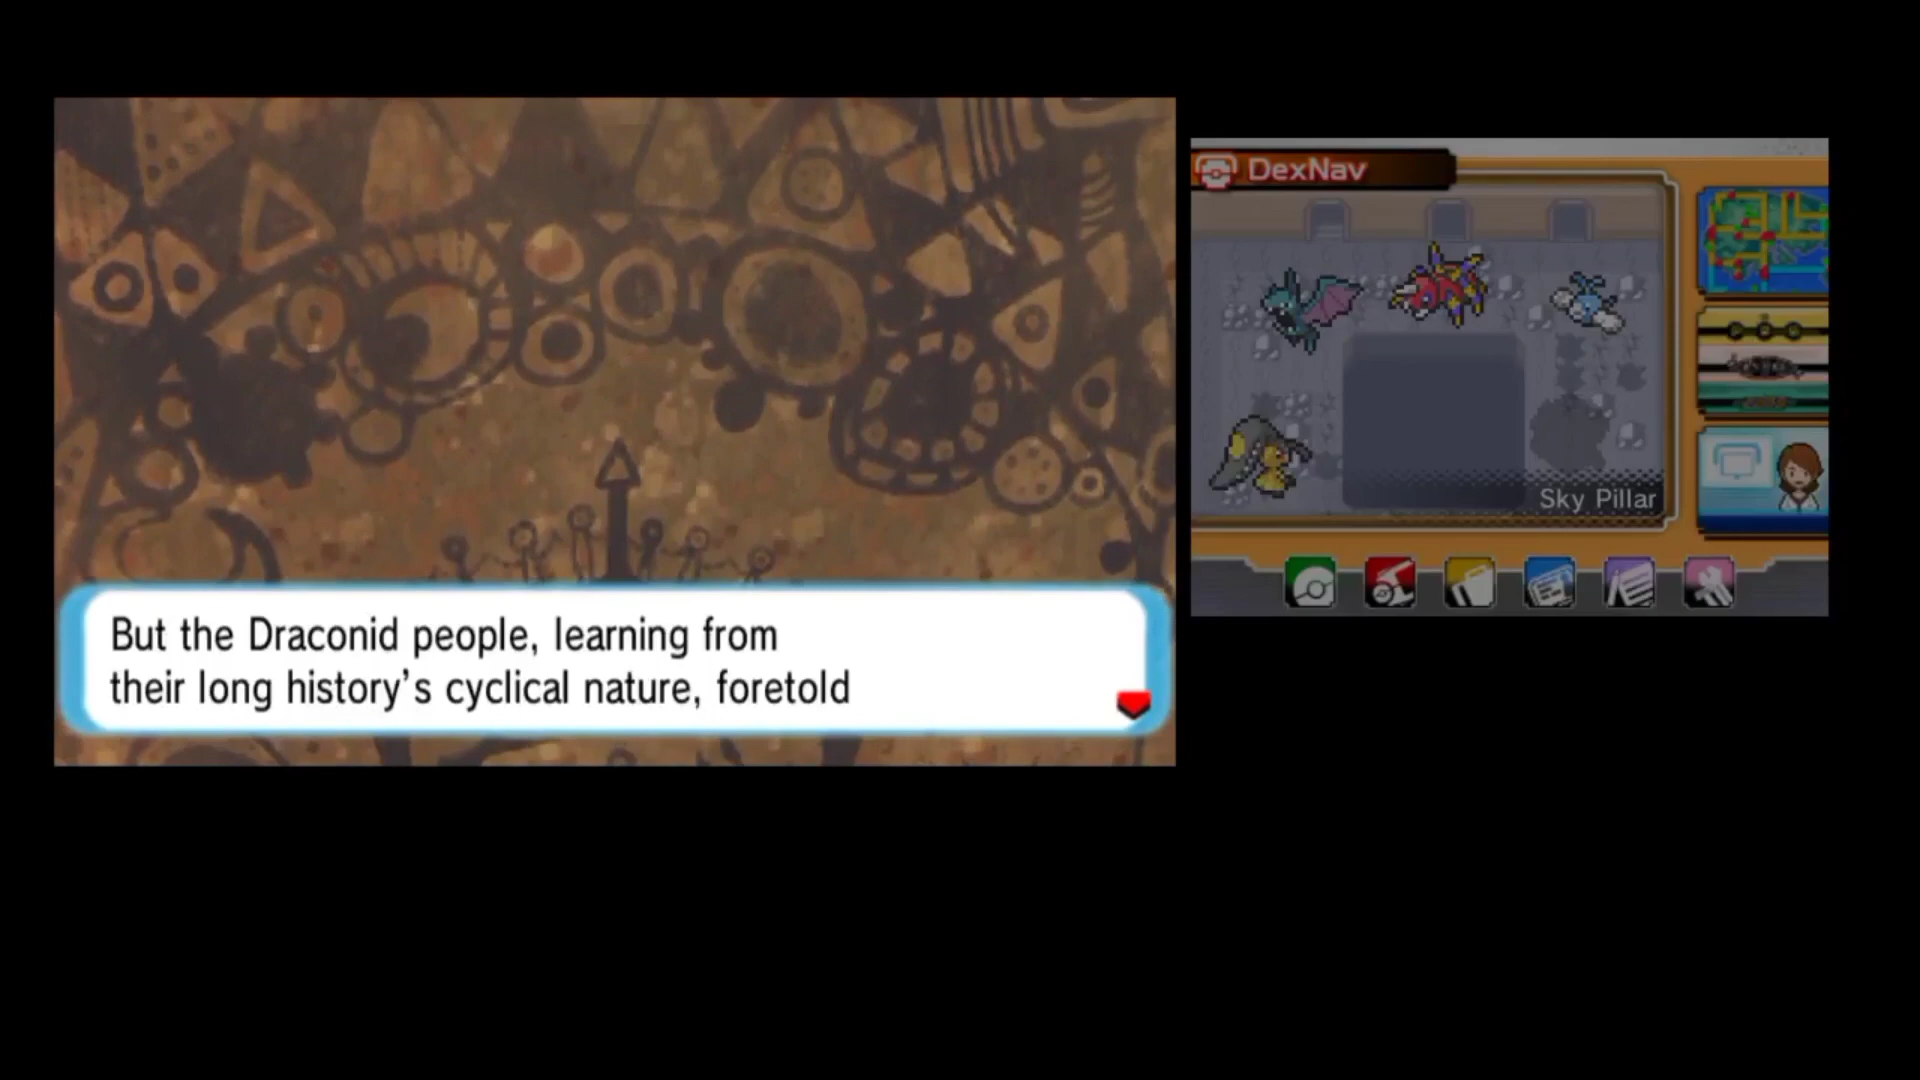 But the Draconid people, learning from
their long history's cyclical nature, foretold
DexNav
Sky Pillar